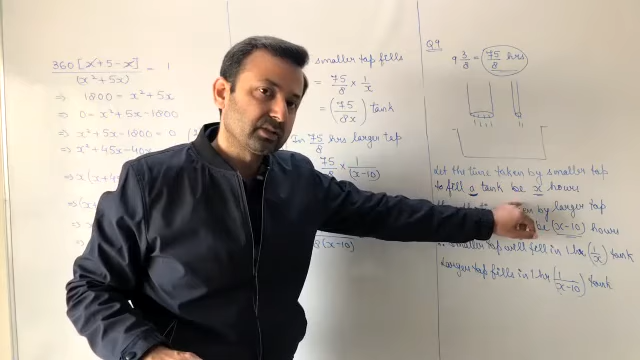 360 [x+5-x] = 1
(x²+5x)
⇒ 1800 = x²+5x
⇒ 0 = x²+5x-1800
⇒ x²+5x-1800 = 0
⇒ x²+45x-40x
⇒ x(x+45
smaller tap fills
= 75/8 × 1/x
= (75/8x) tank
In 75/8 hrs larger tap
75/8 × 1/(x-10)
8(x-10)
Q9
9 3/8 = 75/8 hrs
Let the time taken by smaller tap
to fill a tank be x hours
by larger tap
be (x-10) hours
smaller tap will fill in 1 hr (1/x) tank
Larger tap fills in 1 hr (1/x-10) tank